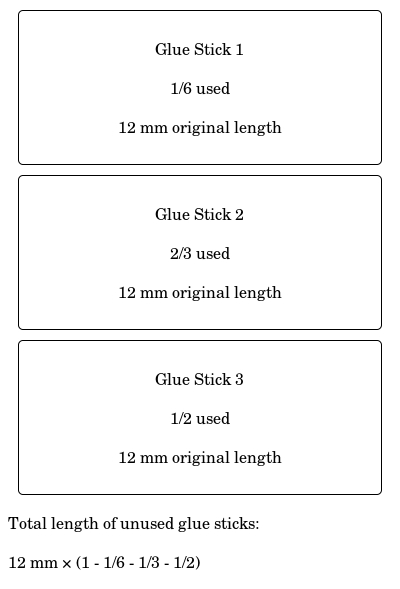 Glue Stick 1
1/6 used
12 mm original length
Glue Stick 2
2/3 used
12 mm original length
Glue Stick 3
1/2 used
12 mm original length
Total length of unused glue sticks:
12 mm × (1 - 1/6 - 1/3 - 1/2)